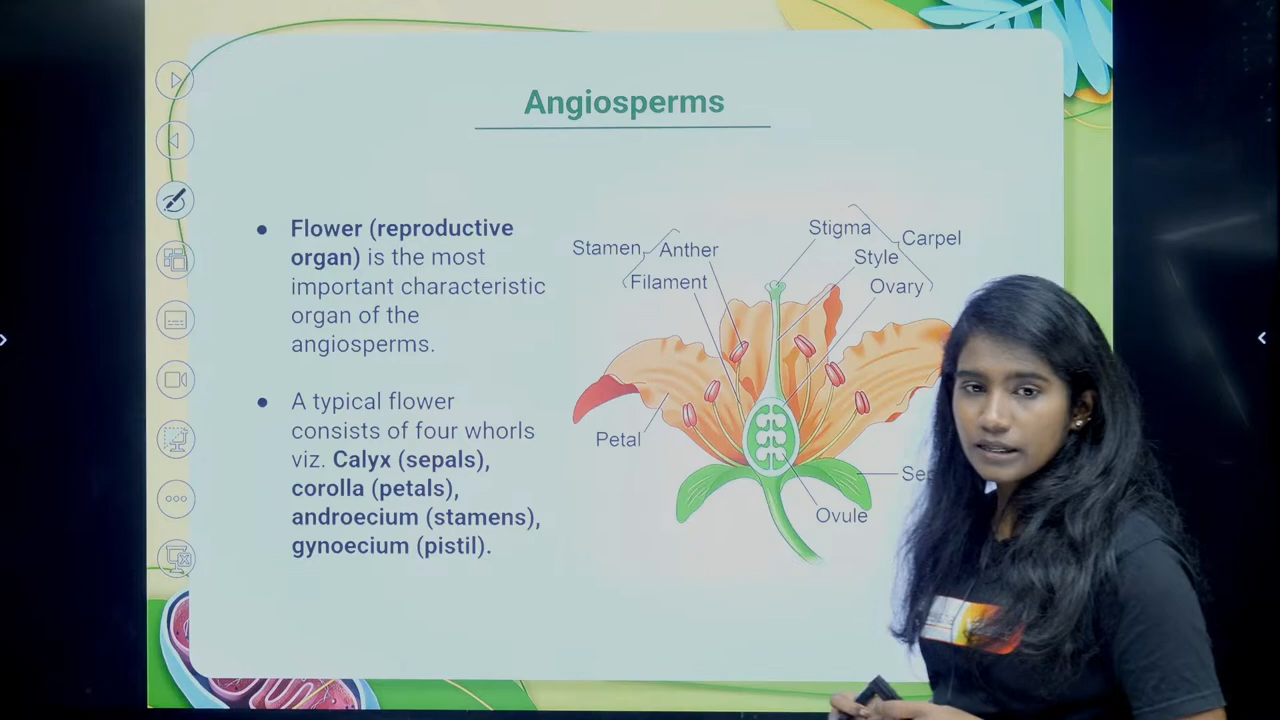 Angiosperms
● Flower (reproductive
organ) is the most
important characteristic
organ of the
angiosperms.
● A typical flower
consists of four whorls
viz. Calyx (sepals),
corolla (petals),
androecium (stamens),
gynoecium (pistil).
Stamen
Anther
Filament
Stigma
Style
Ovary
Carpel
Petal
Sep
Ovule